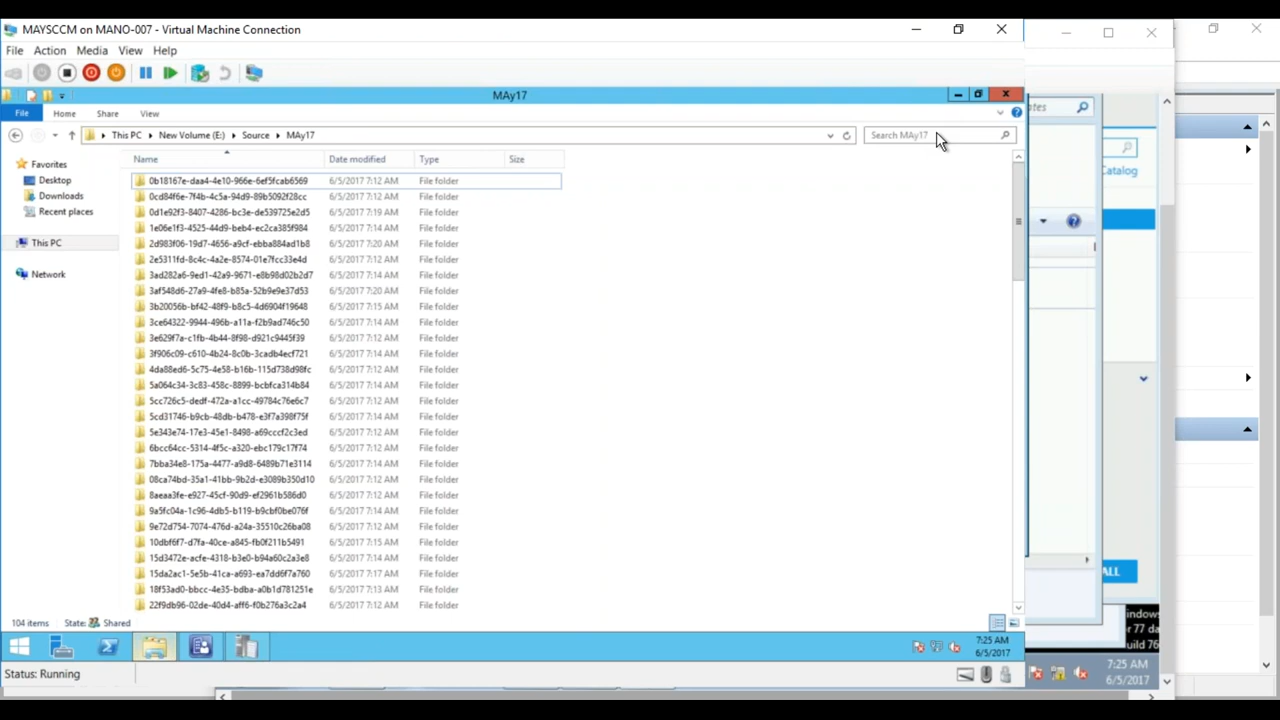 MAYSCCM on MANO-007 - Virtual Machine Connection
File Action Media View Help
MAy17
File Home Share View
This PC New Volume (E:) Source MAy17
Search MAy17
otes
Catalog
Favorites
Desktop
Downloads
Recent places
This PC
Network
Name Date modified Type Size
0b18167e-daa4-4e10-966e-6ef5fcab6569 6/5/2017 7:12 AM File folder
0cd84f6e-7f4b-4c5a-94d9-89b5092f28cc 6/5/2017 7:12 AM File folder
0d1e92f3-8407-4286-bc3e-de539725e2d5 6/5/2017 7:19 AM File folder
1e06e1f3-4525-44d9-beb4-ec2ca385f984 6/5/2017 7:14 AM File folder
2d983f06-19d7-4656-a9cf-ebba884ad1b8 6/5/2017 7:20 AM File folder
2e5311fd-8c4c-4a2e-8574-01e7fcc33e4d 6/5/2017 7:12 AM File folder
3ad282a6-9ed1-42a9-9671-e8b98d02b2d7 6/5/2017 7:14 AM File folder
3af548d6-27a9-4fe8-b85a-52b9e9e37d53 6/5/2017 7:20 AM File folder
3b20056b-bf42-48f9-b8c5-4d6904f19648 6/5/2017 7:15 AM File folder
3ce64322-9944-496b-a11a-f2b9ad746c50 6/5/2017 7:14 AM File folder
3e629f7a-c1fb-4b44-8f98-d921c9445f39 6/5/2017 7:12 AM File folder
3f906c09-c610-4b24-8c0b-3cadb4ecf721 6/5/2017 7:14 AM File folder
4da88ed6-5c75-4e58-b16b-115d738d98fc 6/5/2017 7:12 AM File folder
5a064c34-3c83-458c-8899-bcbfca314b84 6/5/2017 7:14 AM File folder
5cc726c5-dedf-472a-a1cc-49784c76e6c7 6/5/2017 7:12 AM File folder
5cd31746-b9cb-48db-b478-e3f7a398f75f 6/5/2017 7:14 AM File folder
5e343e74-17e3-45e1-8498-a69cccf2c3ed 6/5/2017 7:12 AM File folder
6bcc64cc-5314-4f5c-a320-ebc179c17f74 6/5/2017 7:12 AM File folder
7bba34e8-175a-4477-a9d8-6489b71e3114 6/5/2017 7:14 AM File folder
08ca74bd-35a1-41bb-9b2d-e3089b350d10 6/5/2017 7:12 AM File folder
8aeaa3fe-e927-45cf-90d9-ef2961b586d0 6/5/2017 7:12 AM File folder
9a5fc04a-1c96-4db5-b119-b9cbf0be076f 6/5/2017 7:14 AM File folder
9e72d754-7074-476d-a24a-35510c26ba08 6/5/2017 7:12 AM File folder
10dbf6f7-d7fa-40ce-a845-fb0f211b5491 6/5/2017 7:15 AM File folder
15d3472e-acfe-4318-b3e0-b94a60c2a3e8 6/5/2017 7:14 AM File folder
15da2ac1-5e5b-41ca-a693-ea7dd6f7a760 6/5/2017 7:17 AM File folder
18f53ad0-bbcc-4e35-bdba-a0b1d781251e 6/5/2017 7:13 AM File folder
22f9db96-02de-40d4-aff6-f0b276a3c2a4 6/5/2017 7:12 AM File folder
104 items State: Shared
ALL
indows
r 77 da
uild 76
7:25 AM
6/5/2017
7:25 AM
6/5/2017
Status: Running